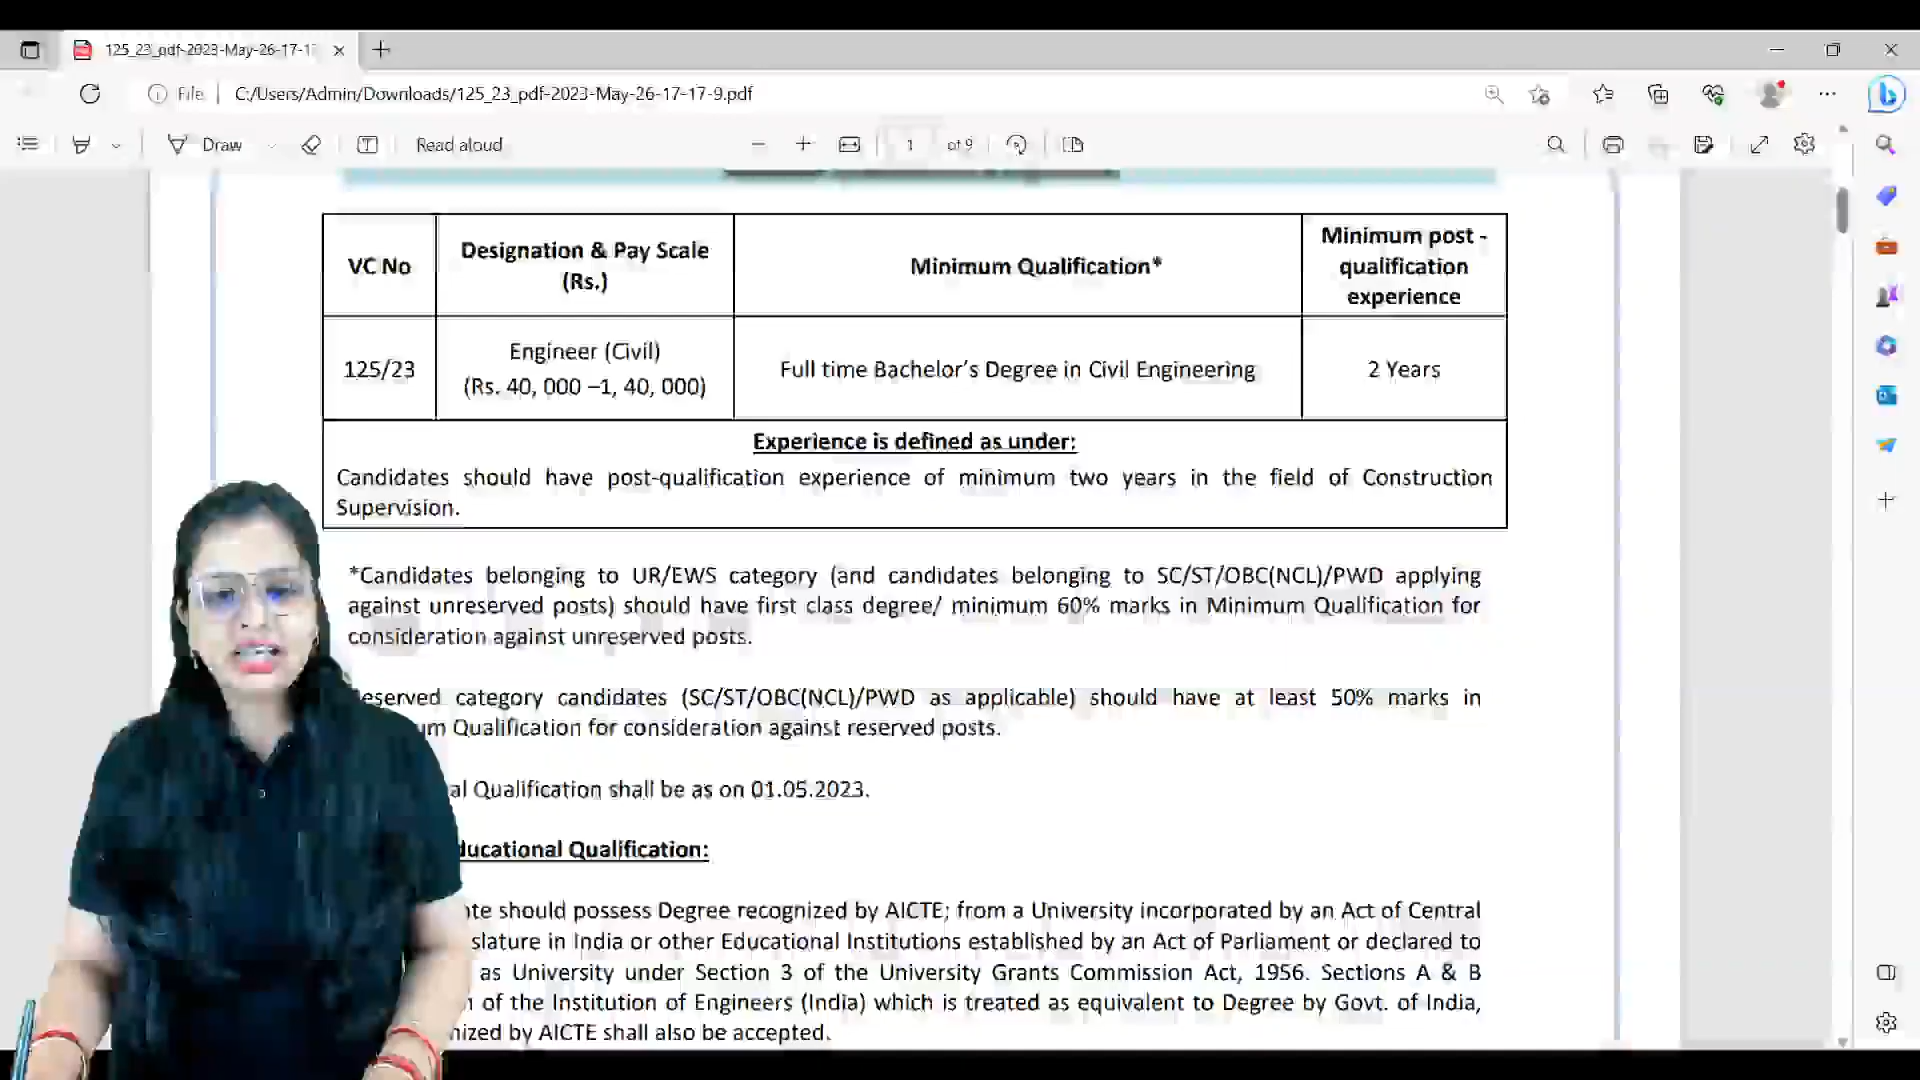 125_23_pdf-2023-May-26-17-1
File
C:/Users/Admin/Downloads/125_23_pdf-2023-May-26-17-17-9.pdf
Draw
Read aloud
1
of 9
VC No
Designation & Pay Scale
(Rs.)
Minimum Qualification*
Minimum post -
qualification
experience
125/23
Engineer (Civil)
(Rs. 40, 000 –1, 40, 000)
Full time Bachelor's Degree in Civil Engineering
2 Years
Experience is defined as under:
Candidates should have post-qualification experience of minimum two years in the field of Construction
Supervision.
*Candidates belonging to UR/EWS category (and candidates belonging to SC/ST/OBC(NCL)/PWD applying
against unreserved posts) should have first class degree/ minimum 60% marks in Minimum Qualification for
consideration against unreserved posts.
eserved category candidates (SC/ST/OBC(NCL)/PWD as applicable) should have at least 50% marks in
um Qualification for consideration against reserved posts.
al Qualification shall be as on 01.05.2023.
ducational Qualification:
te should possess Degree recognized by AICTE; from a University incorporated by an Act of Central
slature in India or other Educational Institutions established by an Act of Parliament or declared to
as University under Section 3 of the University Grants Commission Act, 1956. Sections A & B
n of the Institution of Engineers (India) which is treated as equivalent to Degree by Govt. of India,
nized by AICTE shall also be accepted.